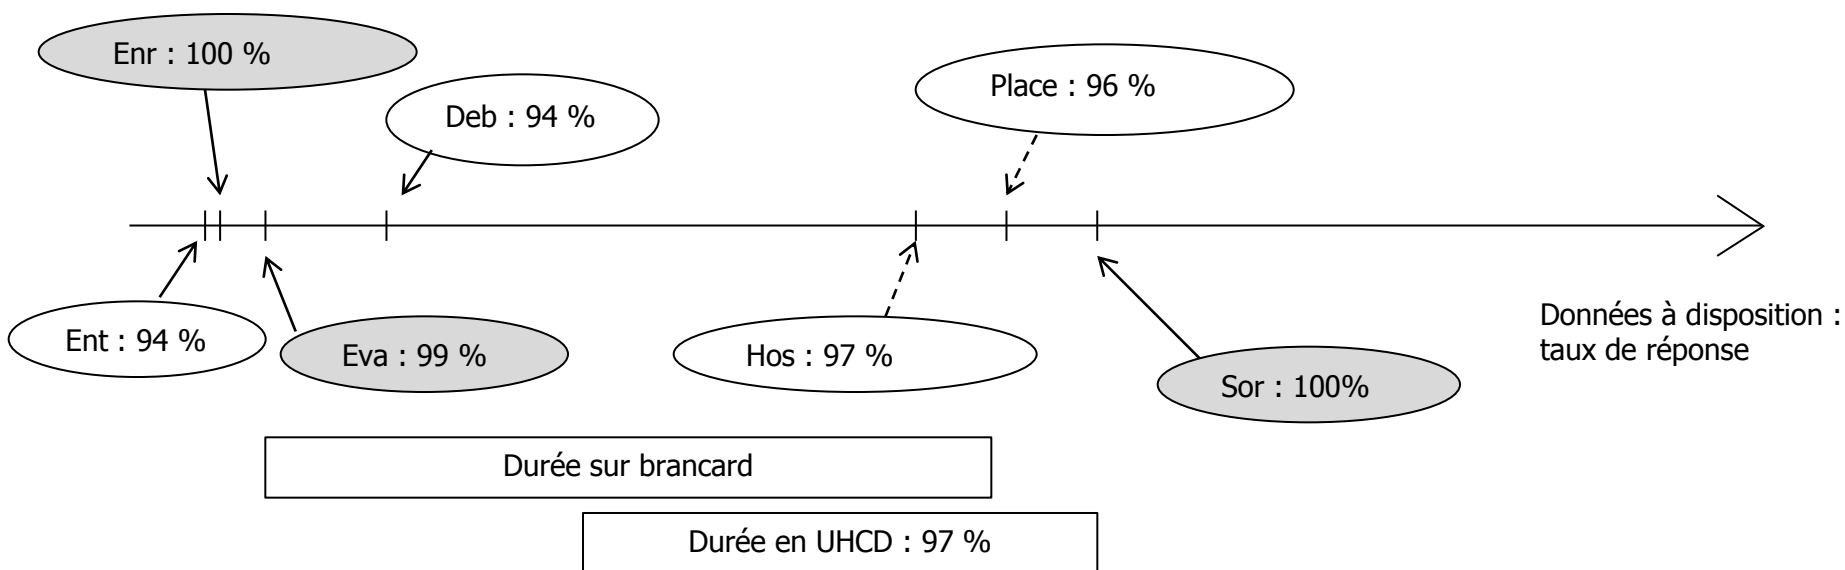 Enr : 100 %
Deb : 94 %
Place : 96 %
Ent : 94 %
Eva : 99 %
Hos : 97 %
Sor : 100%
Données à disposition :
taux de réponse
Durée sur brancard
Durée en UHCD : 97 %